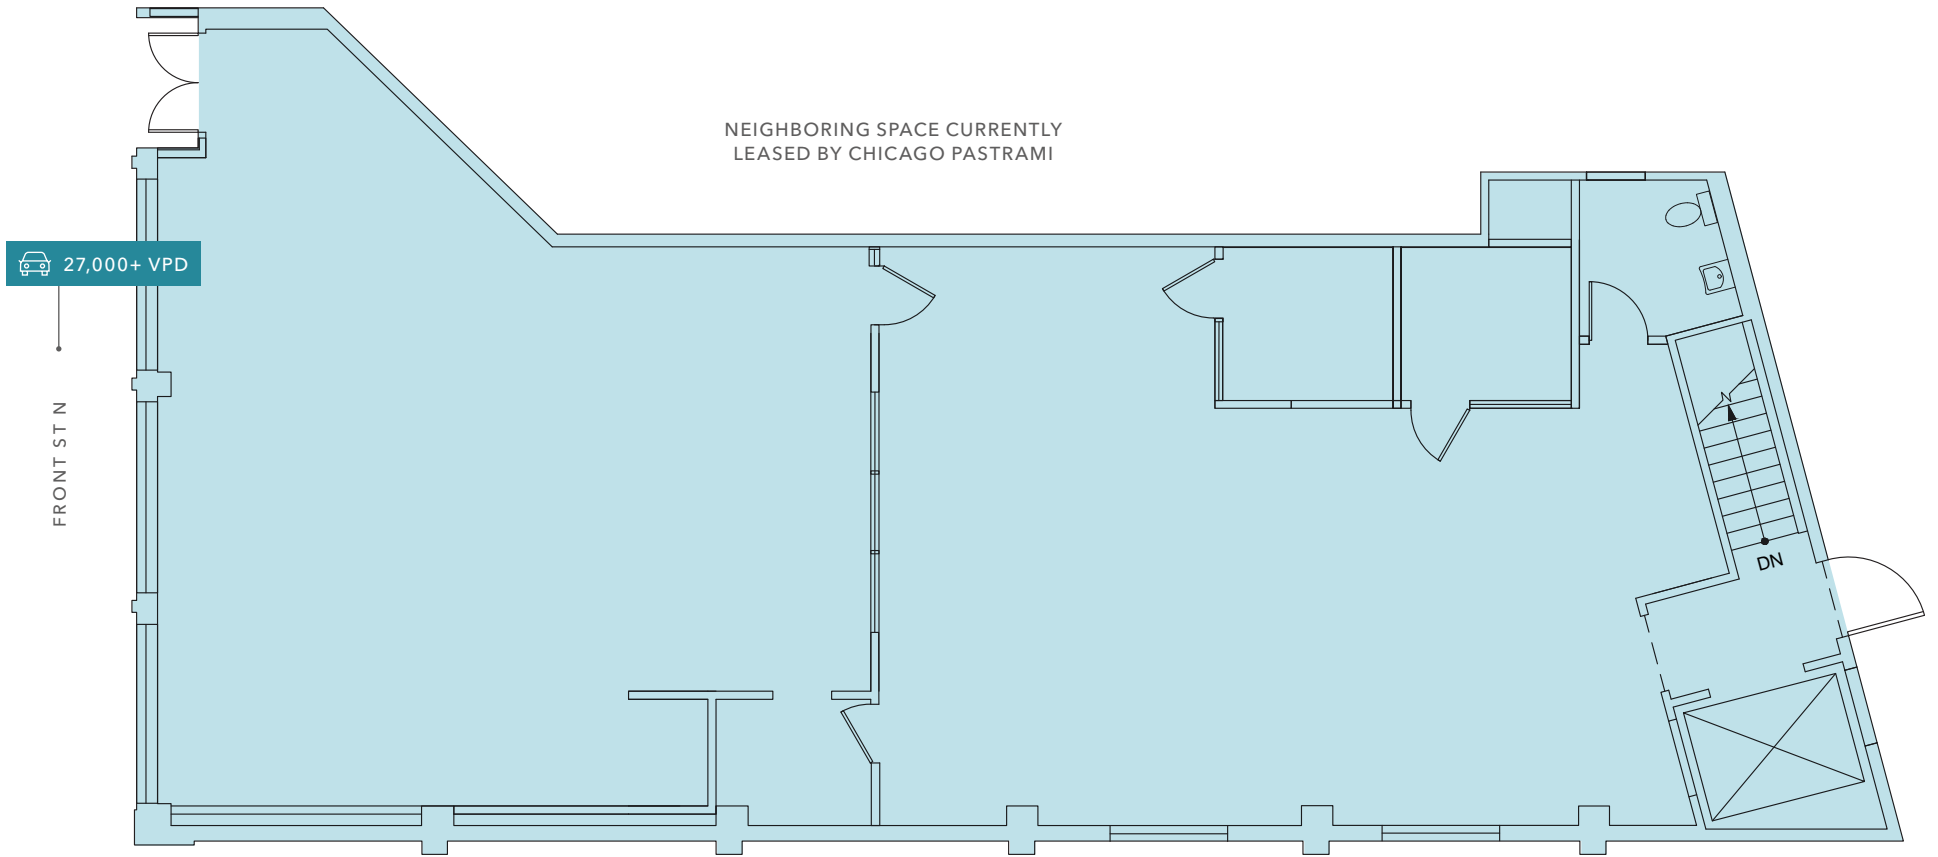 NEIGHBORING SPACE CURRENTLY
LEASED BY CHICAGO PASTRAMI
27,000+ VPD
FRONT ST N
DN